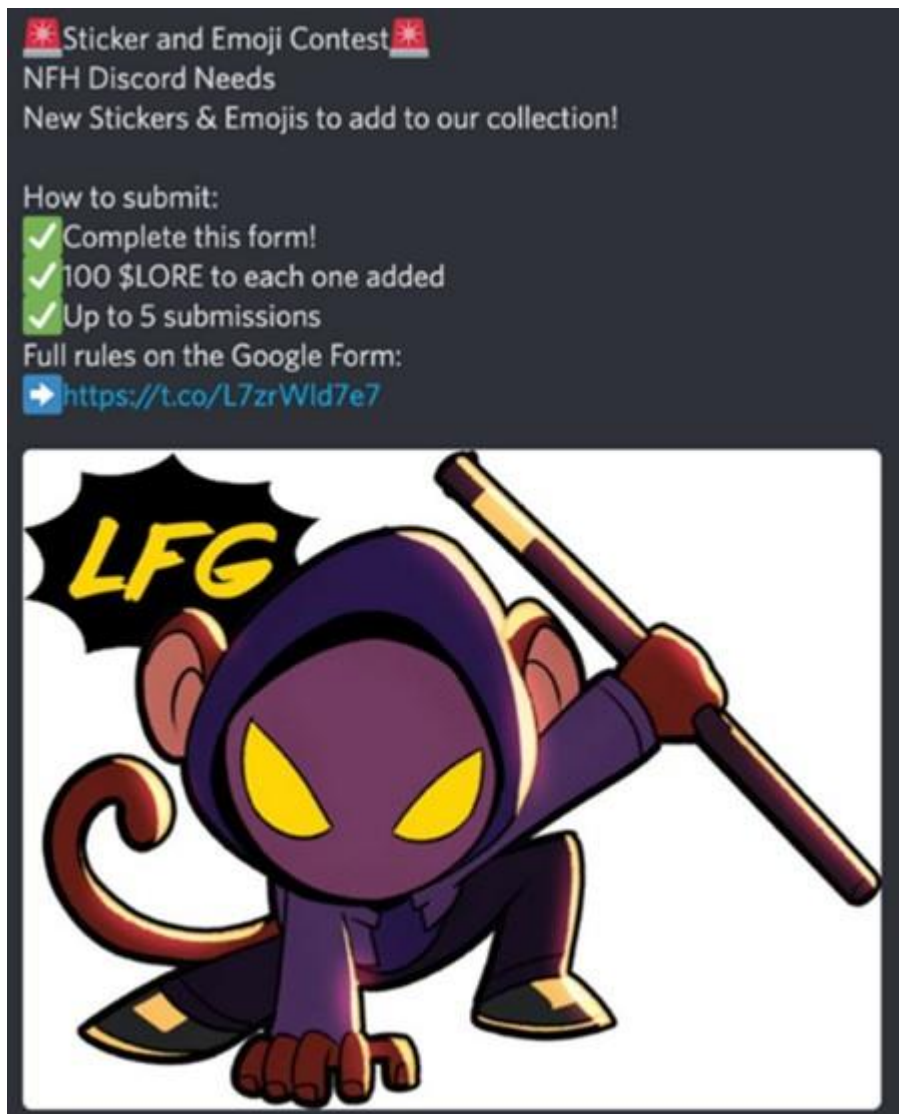 🚨Sticker and Emoji Contest🚨
NFH Discord Needs
New Stickers & Emojis to add to our collection!
How to submit:
✅Complete this form!
✅100 $LORE to each one added
✅Up to 5 submissions
Full rules on the Google Form:
➡️https://t.co/L7zrWld7e7
LFG